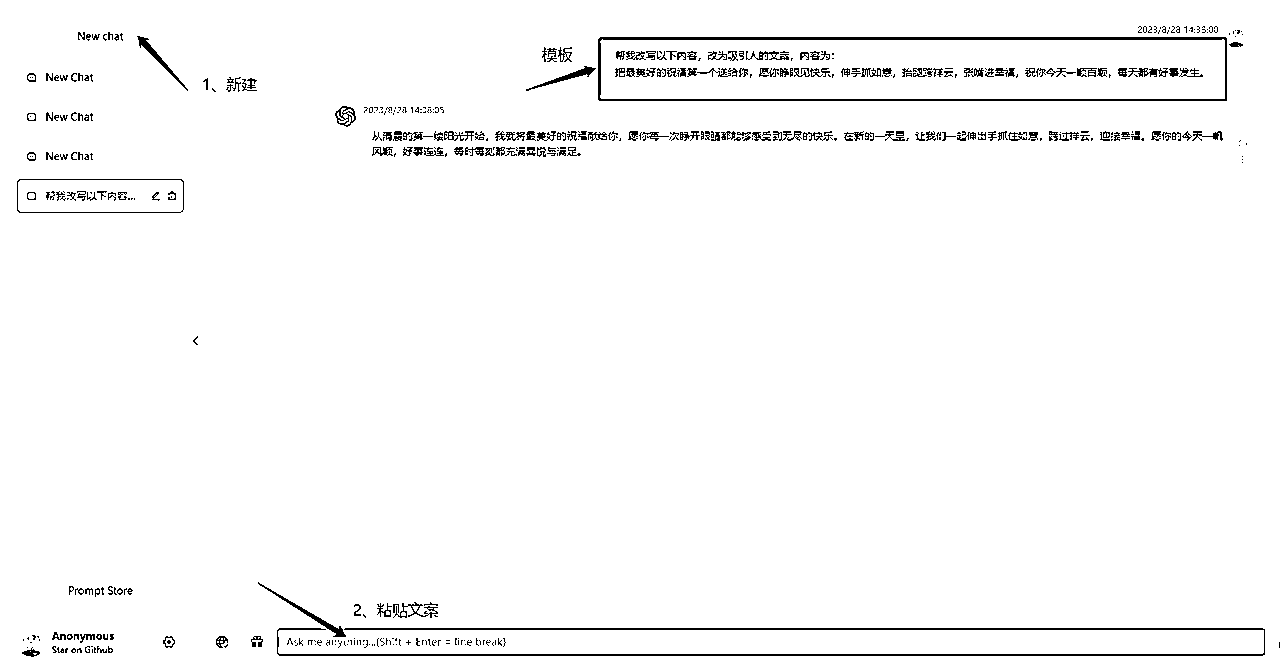 New chat
1、新建
New Chat
New Chat
New Chat
帮我改写以下内容...
模板
2023/8/28 14:38:00
帮我改写以下内容，改为吸引人的文案，内容为：
把最美好的祝福第一个送给你，愿你睁眼见快乐，伸手抓如意，抬腿跨祥云，张嘴进幸福，祝你今天一顺百顺，每天都有好事发生。
2023/8/28 14:38:05
从清晨的第一缕阳光开始，我就将最美好的祝福献给你，愿你每一次睁开眼睛都能够感受到无尽的快乐。在新的一天里，让我们一起伸出手抓住如意，跨过祥云，迎接幸福。愿你的今天一帆
风顺，好事连连，每时每刻都充满喜悦与满足。
Prompt Store
2、粘贴文案
Anonymous
Star on Github
Ask me anything...(Shift + Enter = line break)